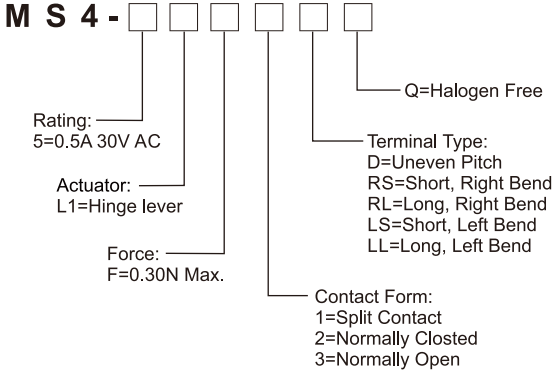 MS4-
Q=Halogen Free
Rating:
5=0.5A 30V AC
Terminal Type:
D=Uneven Pitch
RS=Short, Right Bend
RL=Long, Right Bend
LS=Short, Left Bend
LL=Long, Left Bend
Actuator:
L1=Hinge lever
Force:
F=0.30N Max.
Contact Form:
1=Split Contact
2=Normally Closted
3=Normally Open